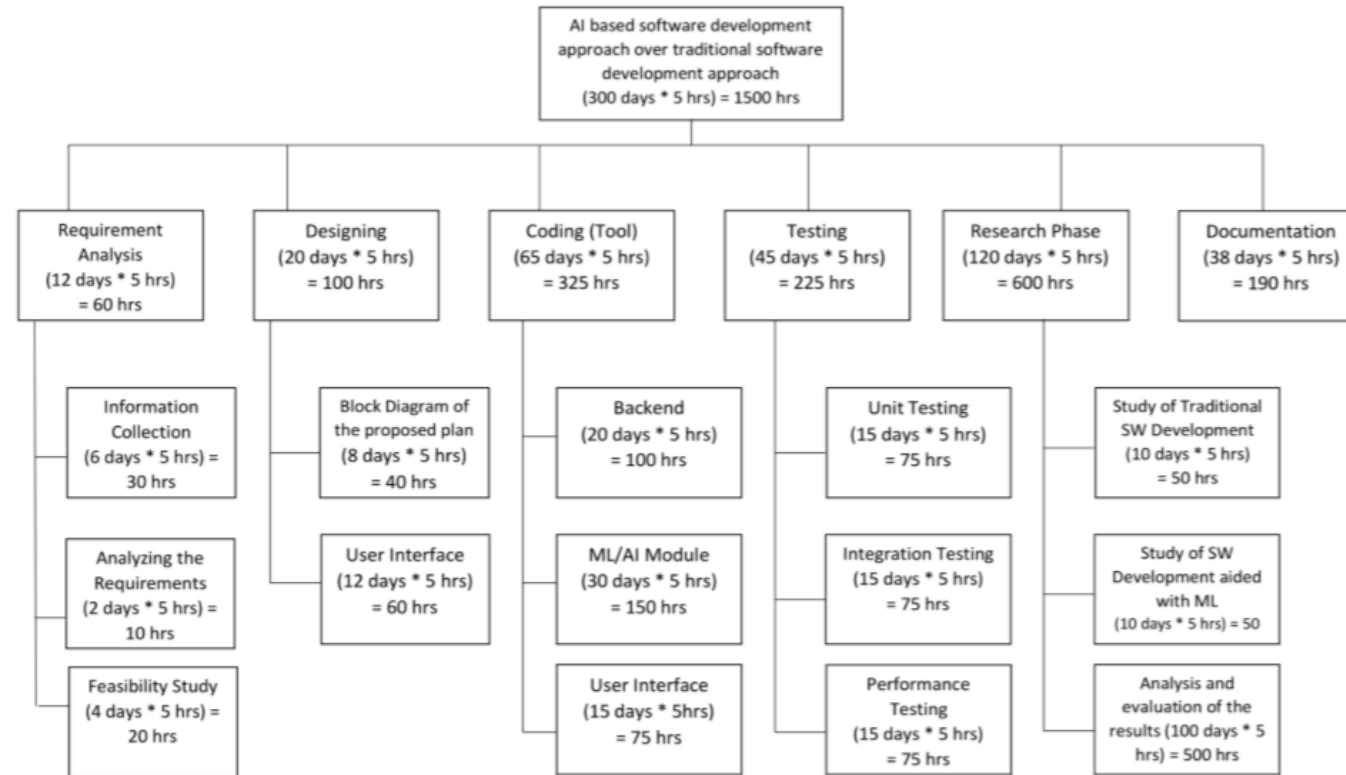 AI based software development
approach over traditional software
development approach
(300 days * 5 hrs) = 1500 hrs
Requirement
Analysis
(12 days * 5 hrs)
= 60 hrs
Designing
(20 days * 5 hrs)
= 100 hrs
Coding (Tool)
(65 days * 5 hrs)
= 325 hrs
Testing
(45 days * 5 hrs)
= 225 hrs
Research Phase
(120 days * 5 hrs)
= 600 hrs
Documentation
(38 days * 5 hrs)
= 190 hrs
Information
Collection
(6 days * 5 hrs) =
30 hrs
Block Diagram of
the proposed plan
(8 days * 5 hrs)
= 40 hrs
Backend
(20 days * 5 hrs)
= 100 hrs
Unit Testing
(15 days * 5 hrs)
= 75 hrs
Study of Traditional
SW Development
(10 days * 5 hrs)
= 50 hrs
Analyzing the
Requirements
(2 days * 5 hrs) =
10 hrs
User Interface
(12 days * 5 hrs)
= 60 hrs
ML/AI Module
(30 days * 5 hrs)
= 150 hrs
Integration Testing
(15 days * 5 hrs)
= 75 hrs
Study of SW
Development aided
with ML
(10 days * 5 hrs) = 50
Feasibility Study
(4 days * 5 hrs) =
20 hrs
User Interface
(15 days * 5hrs)
= 75 hrs
Performance
Testing
(15 days * 5 hrs)
= 75 hrs
Analysis and
evaluation of the
results (100 days * 5
hrs) = 500 hrs